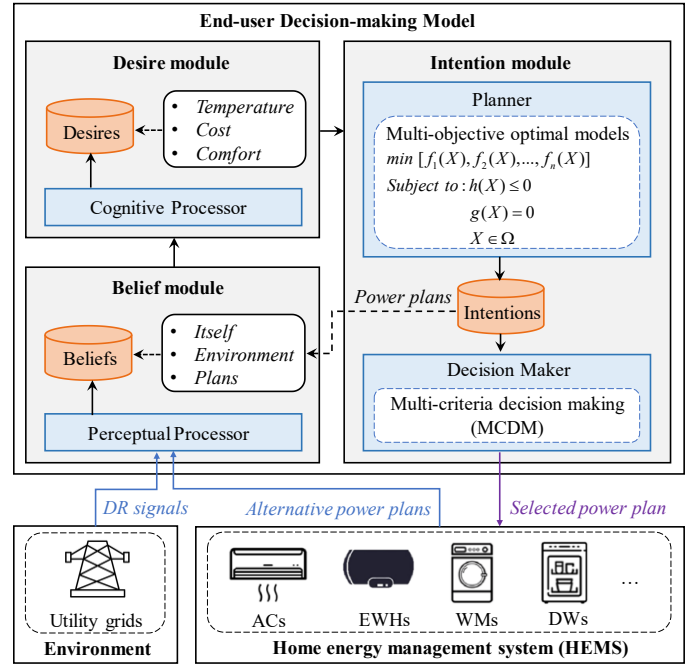 End-user Decision-making Model
Desire module
Desires
• Temperature
• Cost
• Comfort
Cognitive Processor
Belief module
Beliefs
• Itself
• Environment
• Plans
Perceptual Processor
Intention module
Planner
Multi-objective optimal models
min [f₁(X), f₂(X),..., fₙ(X)]
Subject to : h(X) ≤ 0
g(X) = 0
X ∈ Ω
Power plans
Intentions
Decision Maker
Multi-criteria decision making
(MCDM)
DR signals
Alternative power plans
Selected power plan
Utility grids
Environment
ACs
EWHs
WMs
DWs
...
Home energy management system (HEMS)